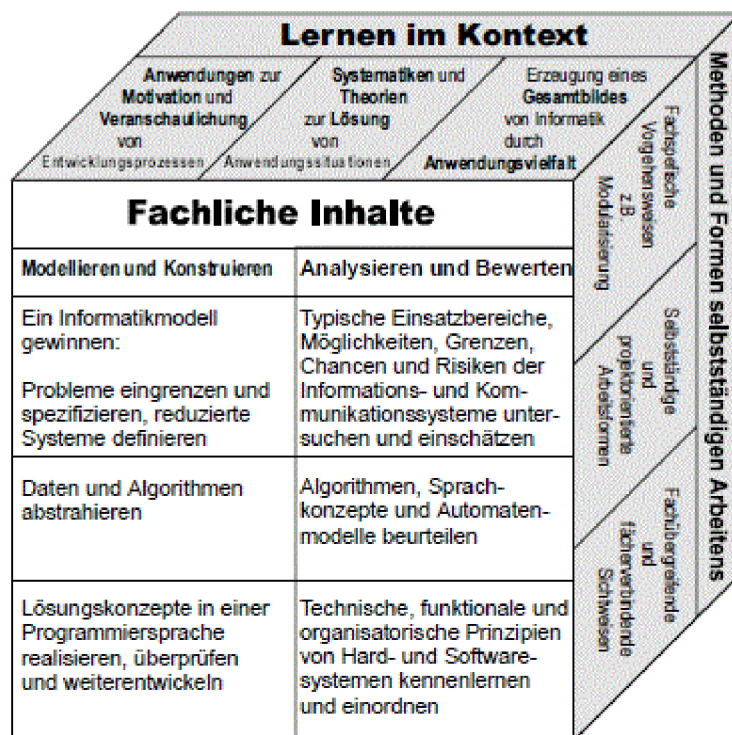 Lernen im Kontext
Anwendungen zur
Motivation und
Veranschaulichung
von
Entwicklungsprozessen
Systematiken und
Theorien
zur Lösung
von
Anwendungssituationen
Erzeugung eines
Gesamtbildes
von Informatik
durch
Anwendungsvielfalt
Fachliche Inhalte
Modellieren und Konstruieren
Analysieren und Bewerten
Ein Informatikmodell
gewinnen:
Probleme eingrenzen und
spezifizieren, reduzierte
Systeme definieren
Typische Einsatzbereiche,
Möglichkeiten, Grenzen,
Chancen und Risiken der
Informations- und Kom-
munikationssysteme unter-
suchen und einschätzen
Daten und Algorithmen
abstrahieren
Algorithmen, Sprach-
konzepte und Automaten-
modelle beurteilen
Lösungskonzepte in einer
Programmiersprache
realisieren, überprüfen
und weiterentwickeln
Technische, funktionale und
organisatorische Prinzipien
von Hard- und Software-
systemen kennenlernen
und einordnen
Methoden und Formen selbstständigen Arbeitens
Fachspefische
Vorgehensweisen
z.B.
Modularisierung
Selbstständige
und
projektorientierte
Arbeitsformen
Fachübergreifende
und
fächerverbindende
Sichtweisen